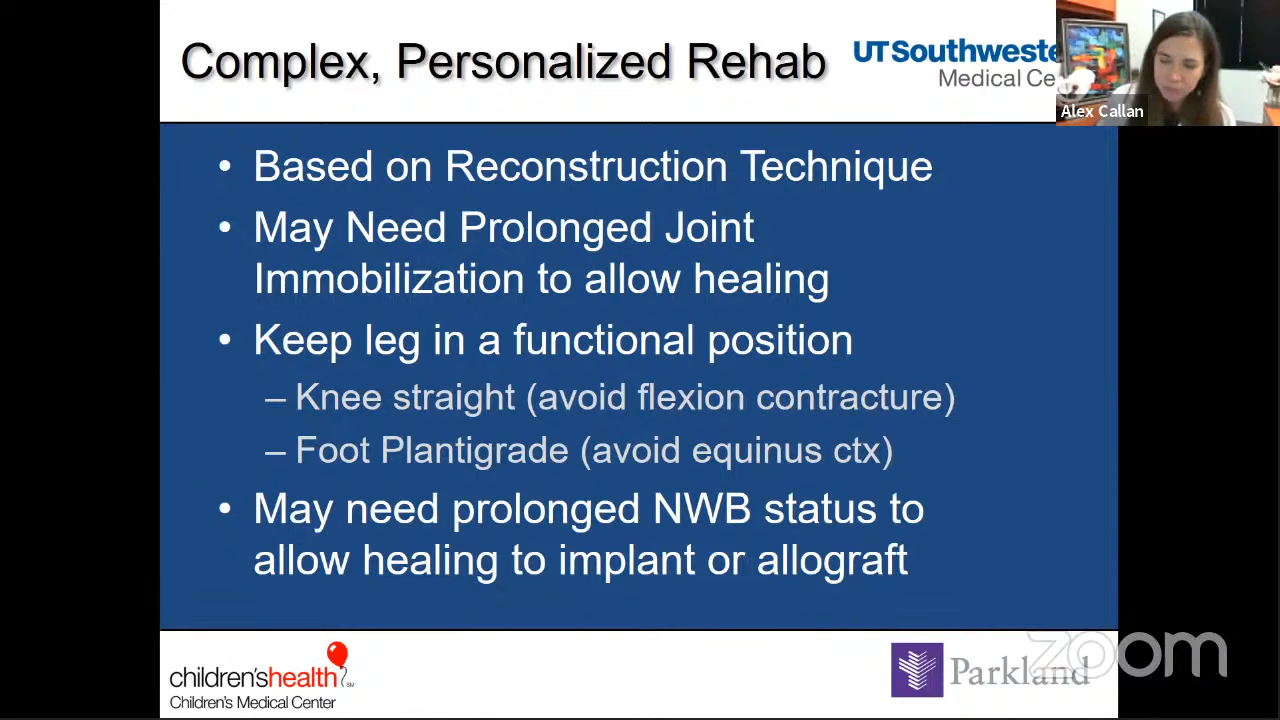 Complex, Personalized Rehab
UTSouthweste
Medical Ce
Alex Callan
• Based on Reconstruction Technique
• May Need Prolonged Joint
Immobilization to allow healing
• Keep leg in a functional position
– Knee straight (avoid flexion contracture)
– Foot Plantigrade (avoid equinus ctx)
• May need prolonged NWB status to
allow healing to implant or allograft
children'shealth
Children's Medical Center
Parkland
zoom